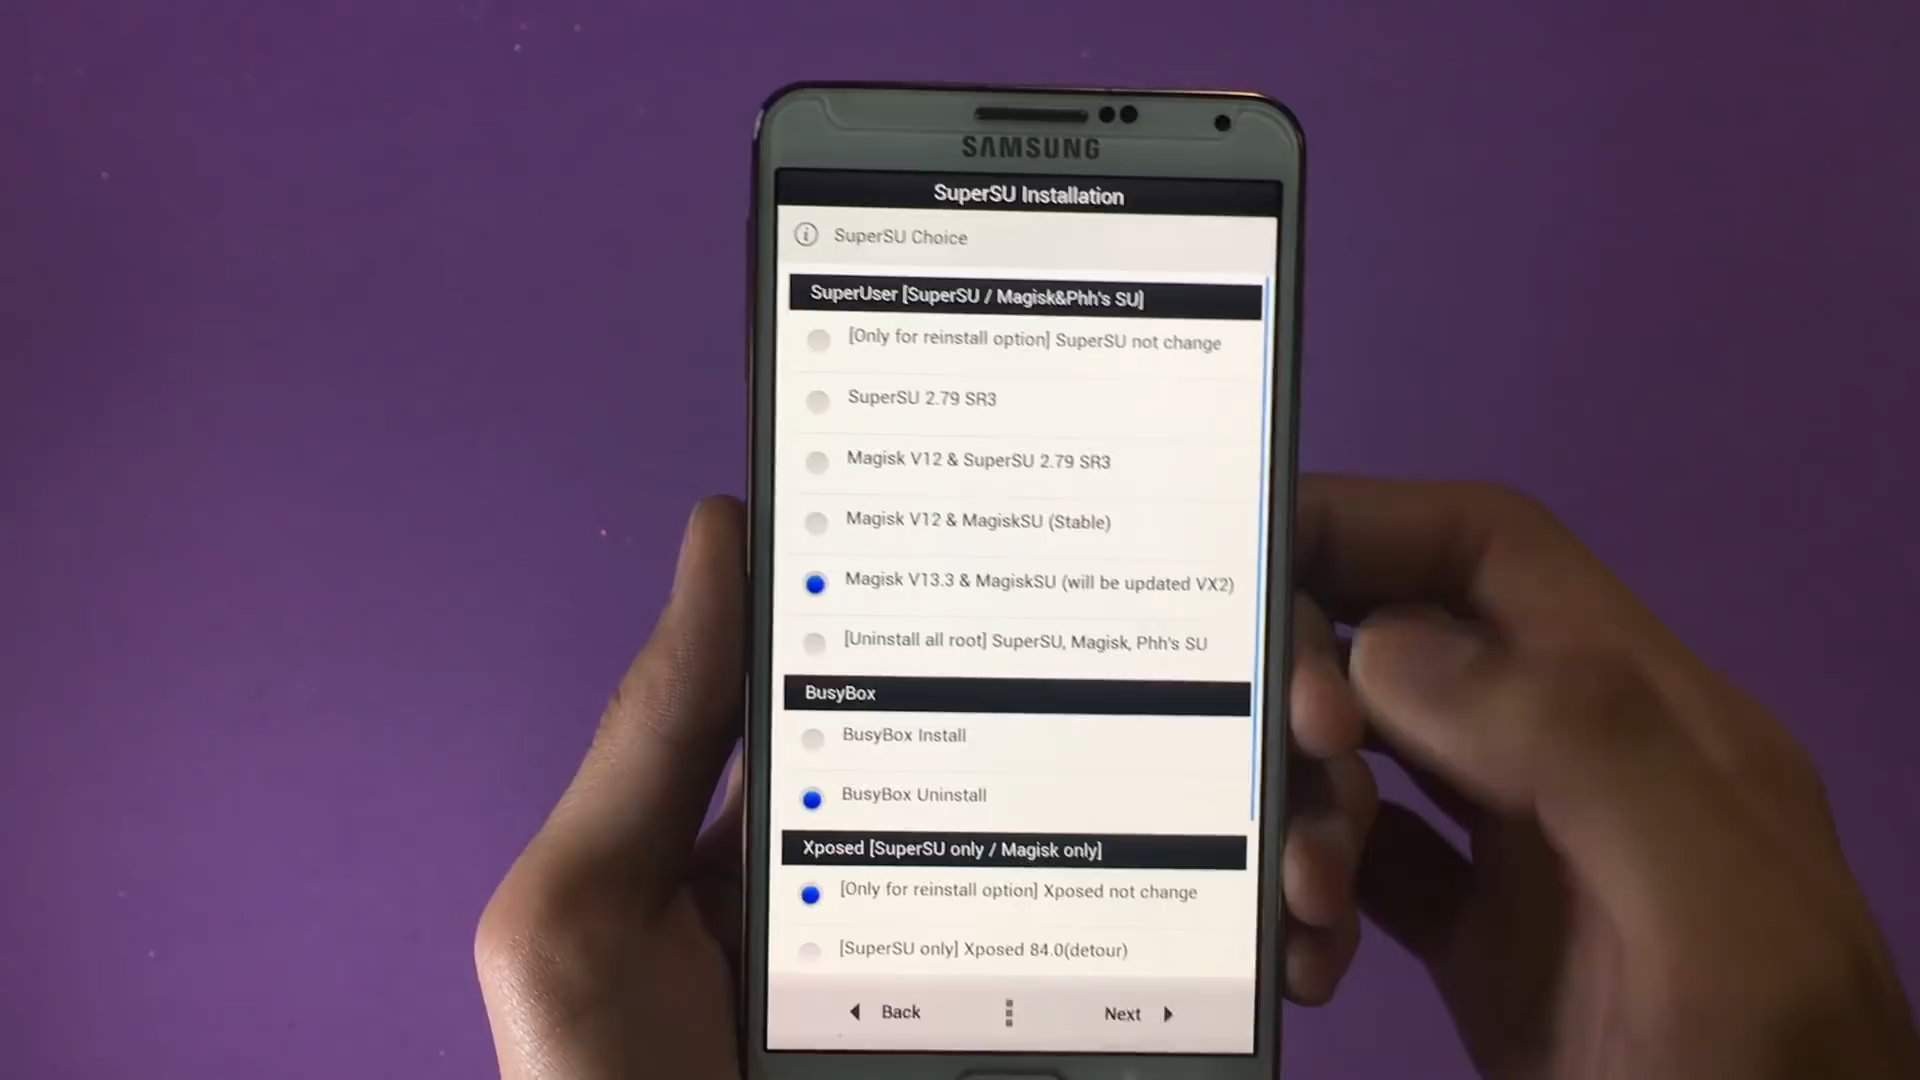 SAMSUNG
SuperSU Installation
SuperSU Choice
SuperUser [SuperSU / Magisk&Phh's SU]
[Only for reinstall option] SuperSU not change
SuperSU 2.79 SR3
Magisk V12 & SuperSU 2.79 SR3
Magisk V12 & MagiskSU (Stable)
Magisk V13.3 & MagiskSU (will be updated VX2)
[Uninstall all root] SuperSU, Magisk, Phh's SU
BusyBox
BusyBox Install
BusyBox Uninstall
Xposed [SuperSU only / Magisk only]
[Only for reinstall option] Xposed not change
[SuperSU only] Xposed 84.0(detour)
Back Next